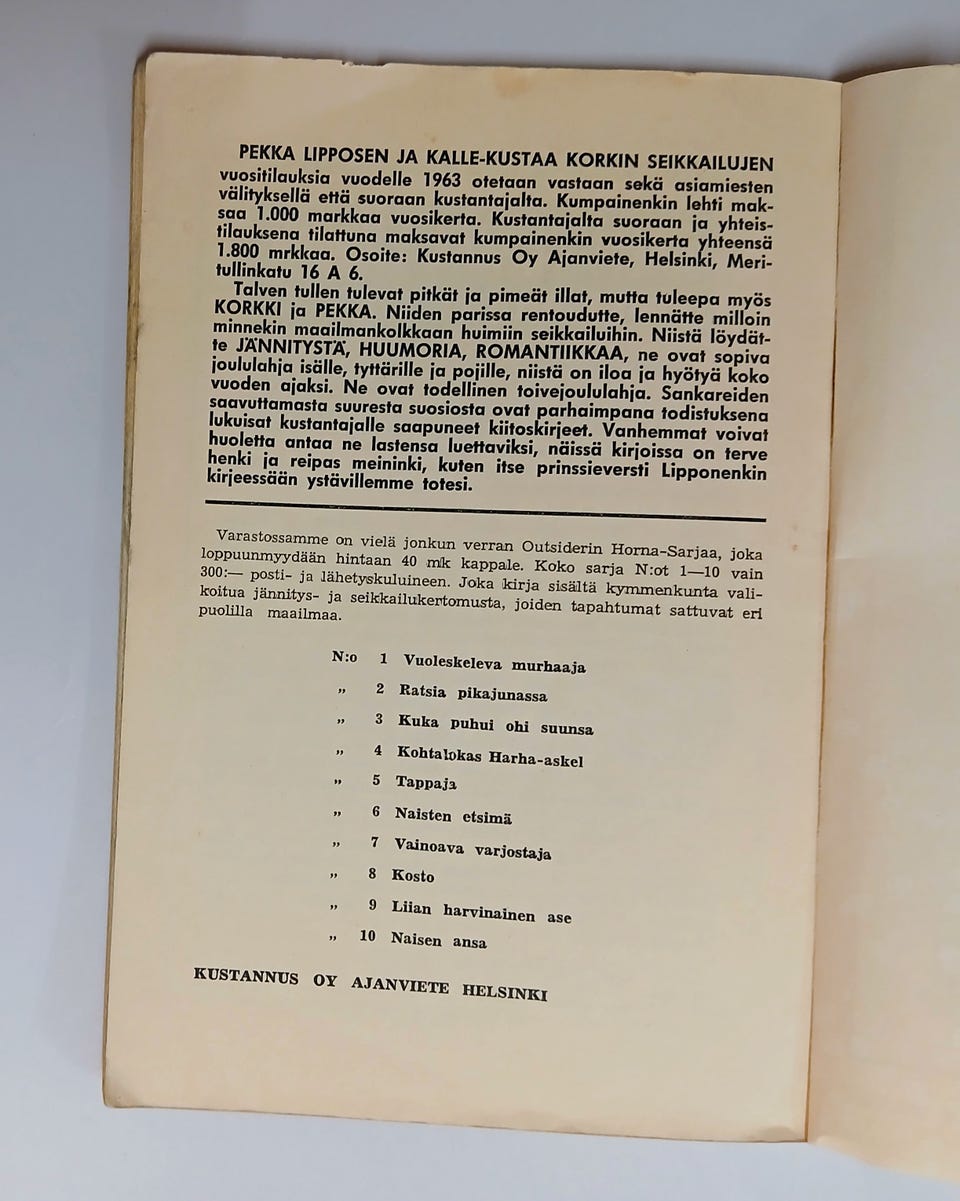 PEKKA LIPPOSEN JA KALLE-KUSTAA KORKIN SEIKKAILUJEN
vuositilauksia vuodelle 1963 otetaan vastaan sekä asiamiesten
välityksellä että suoraan kustantajalta. Kumpainenkin lehti mak-
saa 1.000 markkaa vuosikerta. Kustantajalta suoraan ja yhteis-
tilauksena tilattuna maksavat kumpainenkin vuosikerta yhteensä
1.800 mrkkaa. Osoite: Kustannus Oy Ajanviete, Helsinki, Meri-
tullinkatu 16 A 6.
Talven tullen tulevat pitkät ja pimeät illat, mutta tuleepa myös
KORKKI ja PEKKA. Niiden parissa rentoudutte, lennätte milloin
minnekin maailmankolkkaan huimiin seikkailuihin. Niistä löydät-
te JÄNNITYSTÄ, HUUMORIA, ROMANTIIKKAA, ne ovat sopiva
joululahja isälle, tyttärille ja pojille, niistä on iloa ja hyötyä koko
vuoden ajaksi. Ne ovat todellinen toivejoululahja. Sankareiden
saavuttamasta suuresta suosiosta ovat parhaimpana todistuksena
lukuisat kustantajalle saapuneet kiitoskirjeet. Vanhemmat voivat
huoletta antaa ne lastensa luettaviksi, näissä kirjoissa on terve
henki ja reipas meininki, kuten itse prinssieversti Lipponenkin
kirjeessään ystävillemme totesi.
Varastossamme on vielä jonkun verran Outsiderin Horna-Sarjaa, joka
loppuunmyydään hintaan 40 mk kappale. Koko sarja N:ot 1—10 vain
300:— posti- ja lähetyskuluineen. Joka kirja sisältä kymmenkunta vali-
koitua jännitys- ja seikkailukertomusta, joiden tapahtumat sattuvat eri
puolilla maailmaa.
N:o 1 Vuoleskeleva murhaaja
„ 2 Ratsia pikajunassa
„ 3 Kuka puhui ohi suunsa
„ 4 Kohtalokas Harha-askel
„ 5 Tappaja
„ 6 Naisten etsimä
„ 7 Vainoava varjostaja
„ 8 Kosto
„ 9 Liian harvinainen ase
„ 10 Naisen ansa
KUSTANNUS OY AJANVIETE HELSINKI